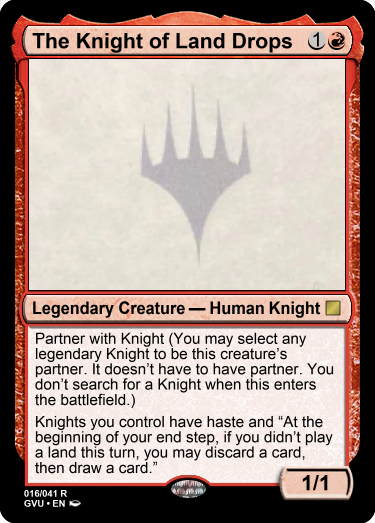 The Knight of Land Drops 1
Legendary Creature — Human Knight
Partner with Knight (You may select any
legendary Knight to be this creature's
partner. It doesn't have to have partner. You
don't search for a Knight when this enters
the battlefield.)
Knights you control have haste and “At the
beginning of your end step, if you didn't play
a land this turn, you may discard a card,
then draw a card.”
1/1
016/041 R
GVU • EN